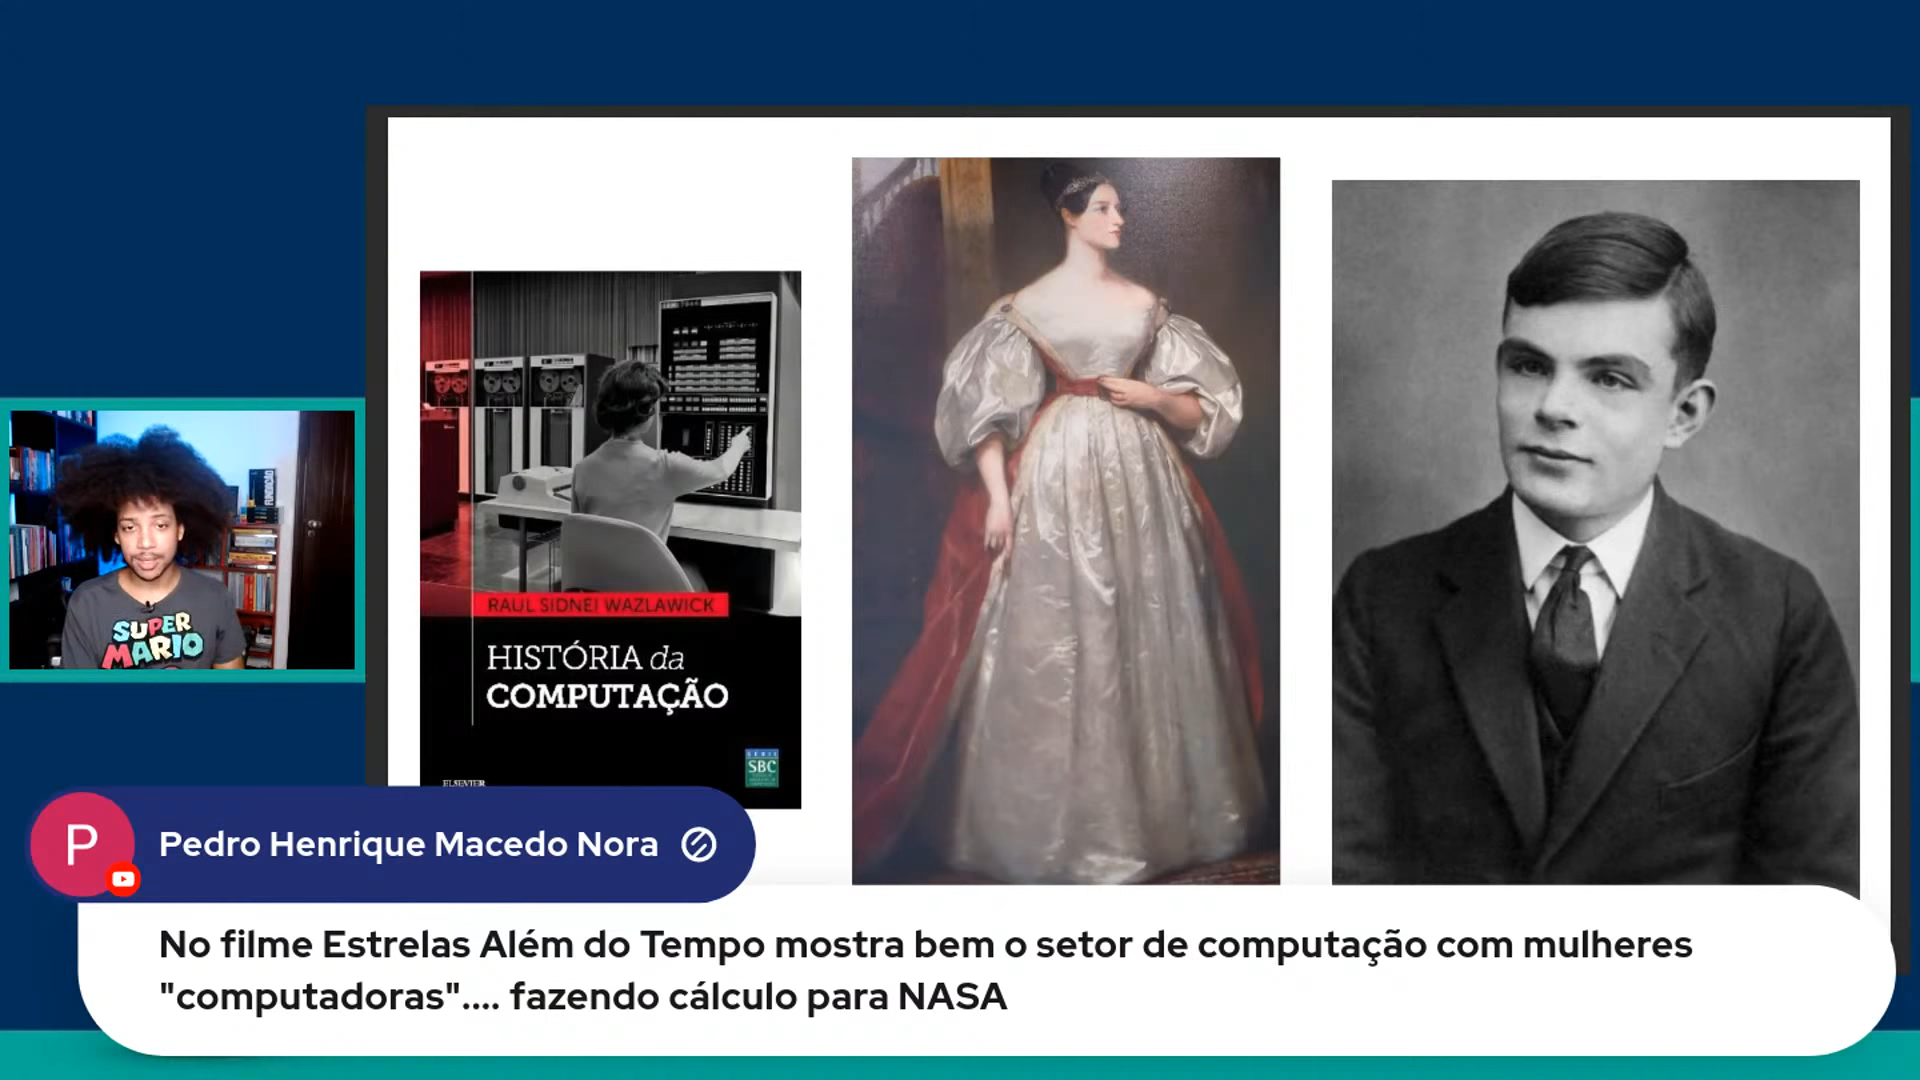 RAUL SIDNEI WAZLAWICK
HISTÓRIA da
COMPUTAÇÃO
SBC
ELSEVIER
FUNDAÇÃO
SUPER
MARIO
P
Pedro Henrique Macedo Nora
No filme Estrelas Além do Tempo mostra bem o setor de computação com mulheres
"computadoras".... fazendo cálculo para NASA